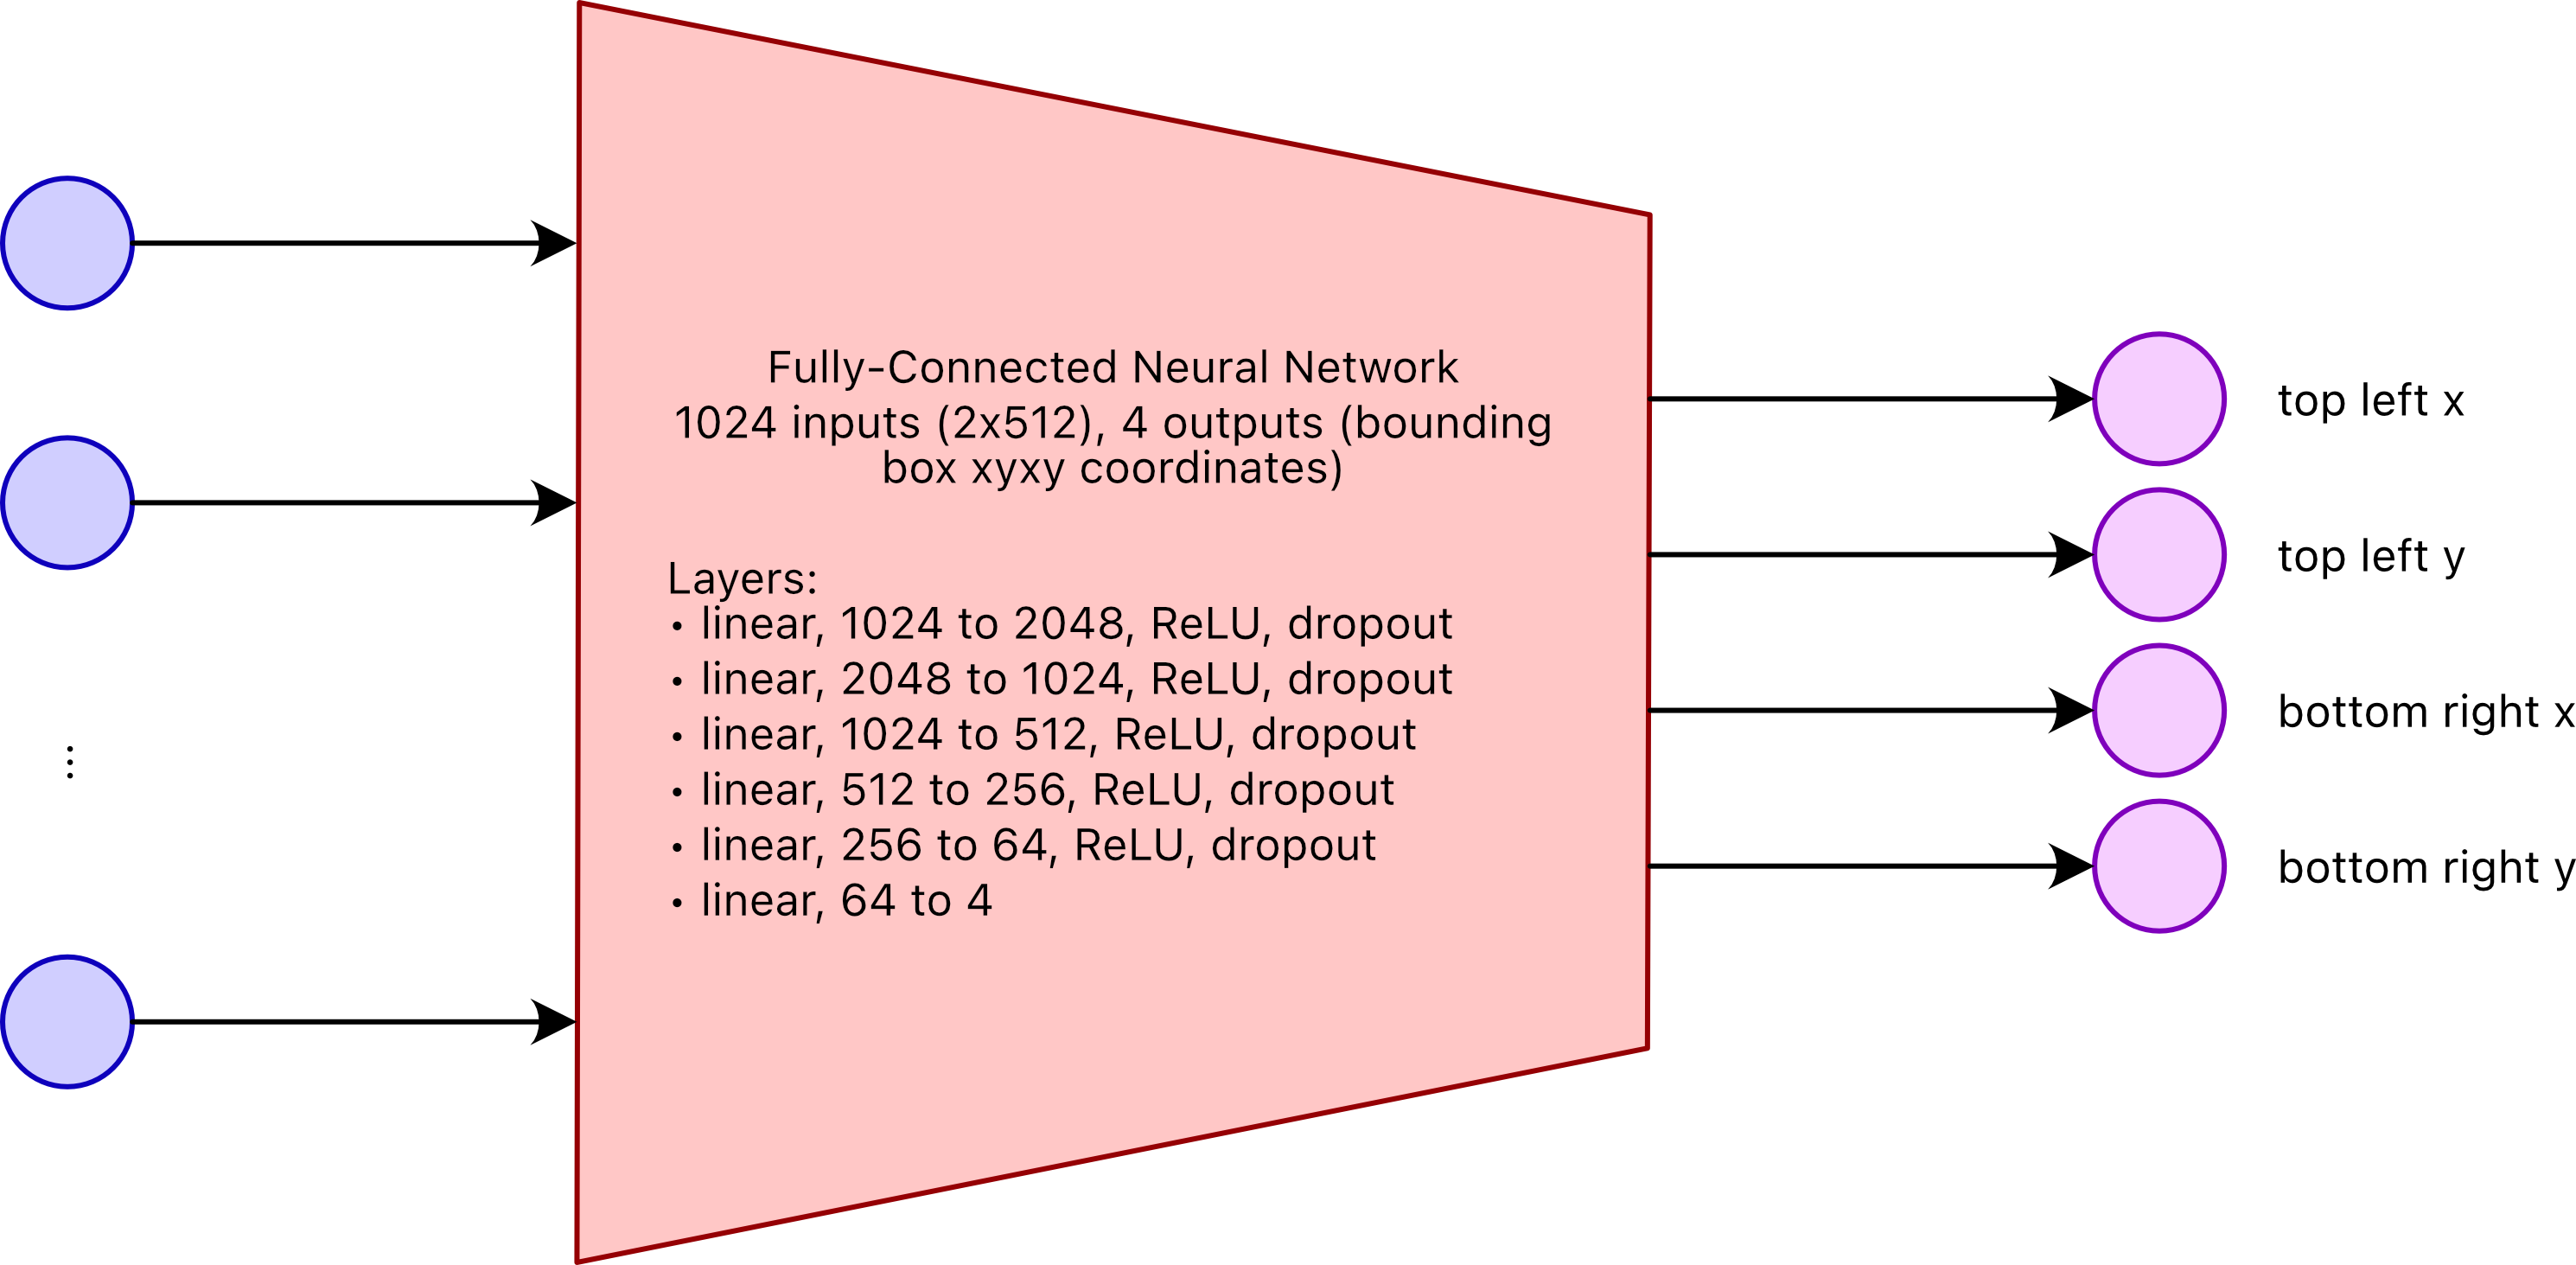 Fully-Connected Neural Network
1024 inputs (2x512), 4 outputs (bounding
box xyxy coordinates)
Layers:
• linear, 1024 to 2048, ReLU, dropout
• linear, 2048 to 1024, ReLU, dropout
• linear, 1024 to 512, ReLU, dropout
• linear, 512 to 256, ReLU, dropout
• linear, 256 to 64, ReLU, dropout
• linear, 64 to 4
top left x
top left y
bottom right x
bottom right y